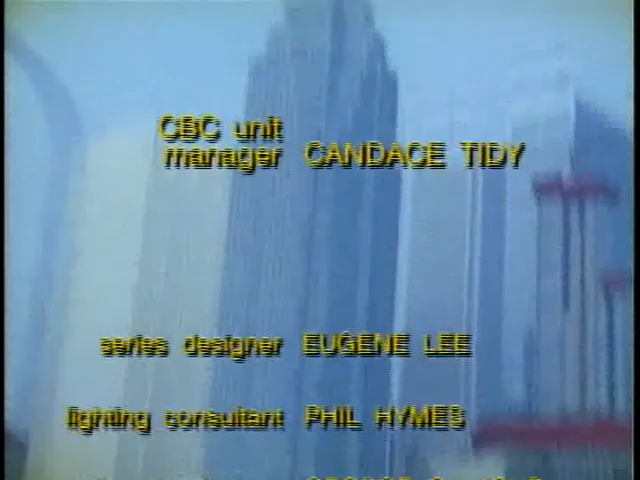 CBC unit
manager CANDACE TIDY
series designer EUGENE LEE
lighting consultant PHIL HYMES